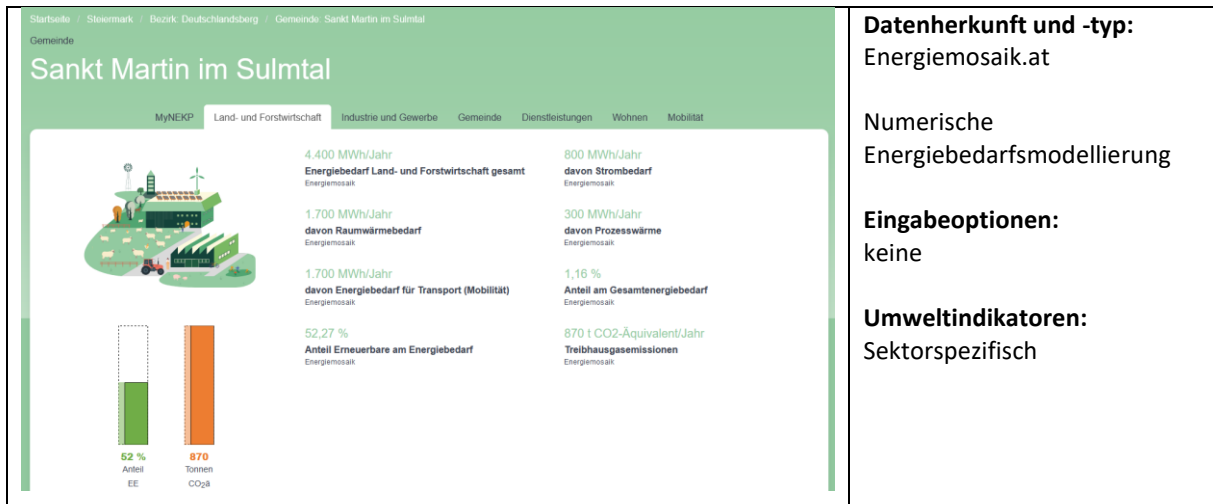 Startseite / Steiermark / Bezirk: Deutschlandsberg / Gemeinde: Sankt Martin im Sulmtal
Gemeinde
Sankt Martin im Sulmtal
MyNEKP Land- und Forstwirtschaft Industrie und Gewerbe Gemeinde Dienstleistungen Wohnen Mobilität
4.400 MWh/Jahr
Energiebedarf Land- und Forstwirtschaft gesamt
Energiemosaik
800 MWh/Jahr
davon Strombedarf
Energiemosaik
1.700 MWh/Jahr
davon Raumwärmebedarf
Energiemosaik
300 MWh/Jahr
davon Prozesswärme
Energiemosaik
1.700 MWh/Jahr
davon Energiebedarf für Transport (Mobilität)
Energiemosaik
1,16 %
Anteil am Gesamtenergiebedarf
Energiemosaik
52,27 %
Anteil Erneuerbare am Energiebedarf
Energiemosaik
870 t CO2-Äquivalent/Jahr
Treibhausgasemissionen
Energiemosaik
52 %
Anteil
EE
870
Tonnen
CO₂ä
Datenherkunft und -typ:
Energiemosaik.at
Numerische
Energiebedarfsmodellierung
Eingabeoptionen:
keine
Umweltindikatoren:
Sektorspezifisch